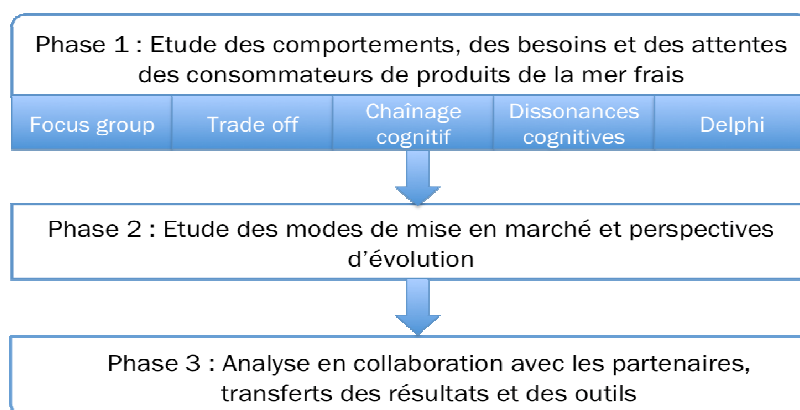 Phase 1 : Etude des comportements, des besoins et des attentes
des consommateurs de produits de la mer frais
Focus group
Trade off
Chaînage
cognitif
Dissonances
cognitives
Delphi
Phase 2 : Etude des modes de mise en marché et perspectives
d’évolution
Phase 3 : Analyse en collaboration avec les partenaires,
transferts des résultats et des outils